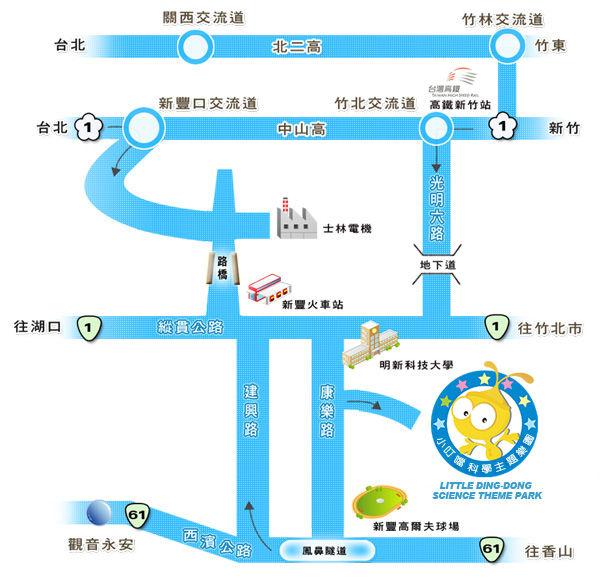 關西交流道
竹林交流道
台北
北二高
竹東
台灣高鐵
TAIWAN HIGH SPEED RAIL
新豐口交流道
竹北交流道
高鐵新竹站
台北
1
中山高
1
新竹
光明六路
士林電機
路橋
地下道
新豐火車站
往湖口
1
縱貫公路
1
往竹北市
明新科技大學
建興路
康樂路
小叮噹科學主題樂園
LITTLE DING-DONG
SCIENCE THEME PARK
61
新豐高爾夫球場
觀音永安
西濱公路
鳳鼻隧道
61
往香山